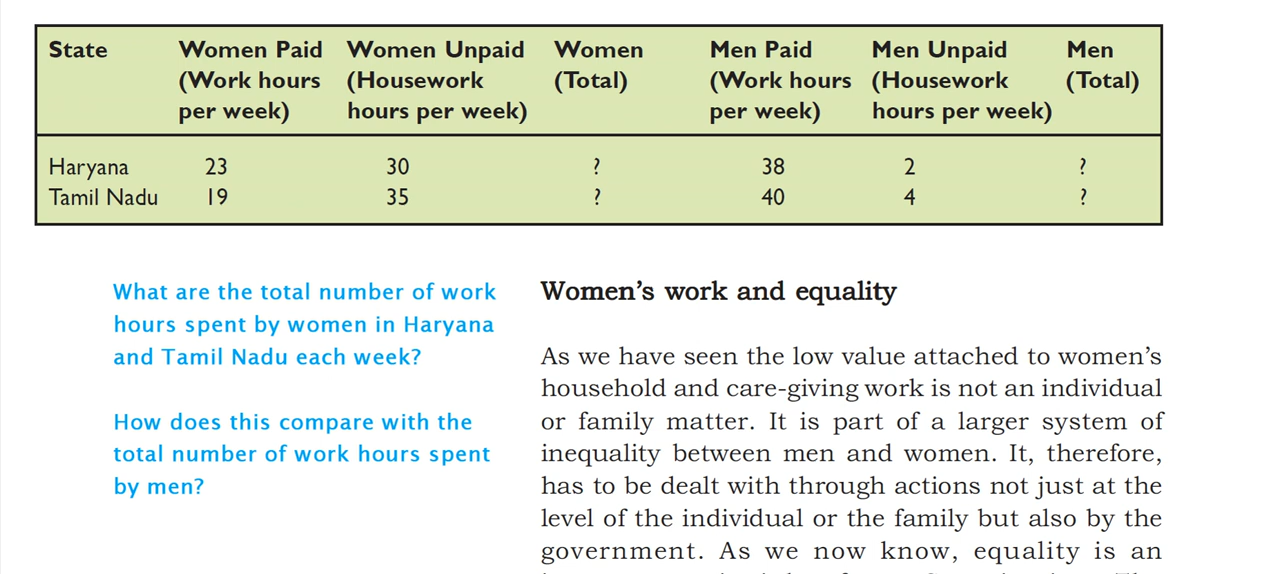 State Women Paid Women Unpaid Women Men Paid Men Unpaid Men
(Work hours (Housework (Total) (Work hours (Housework (Total)
per week) hours per week) per week) hours per week)
Haryana 23 30 ? 38 2 ?
Tamil Nadu 19 35 ? 40 4 ?
What are the total number of work
hours spent by women in Haryana
and Tamil Nadu each week?
How does this compare with the
total number of work hours spent
by men?
Women's work and equality
As we have seen the low value attached to women's
household and care-giving work is not an individual
or family matter. It is part of a larger system of
inequality between men and women. It, therefore,
has to be dealt with through actions not just at the
level of the individual or the family but also by the
government. As we now know, equality is an